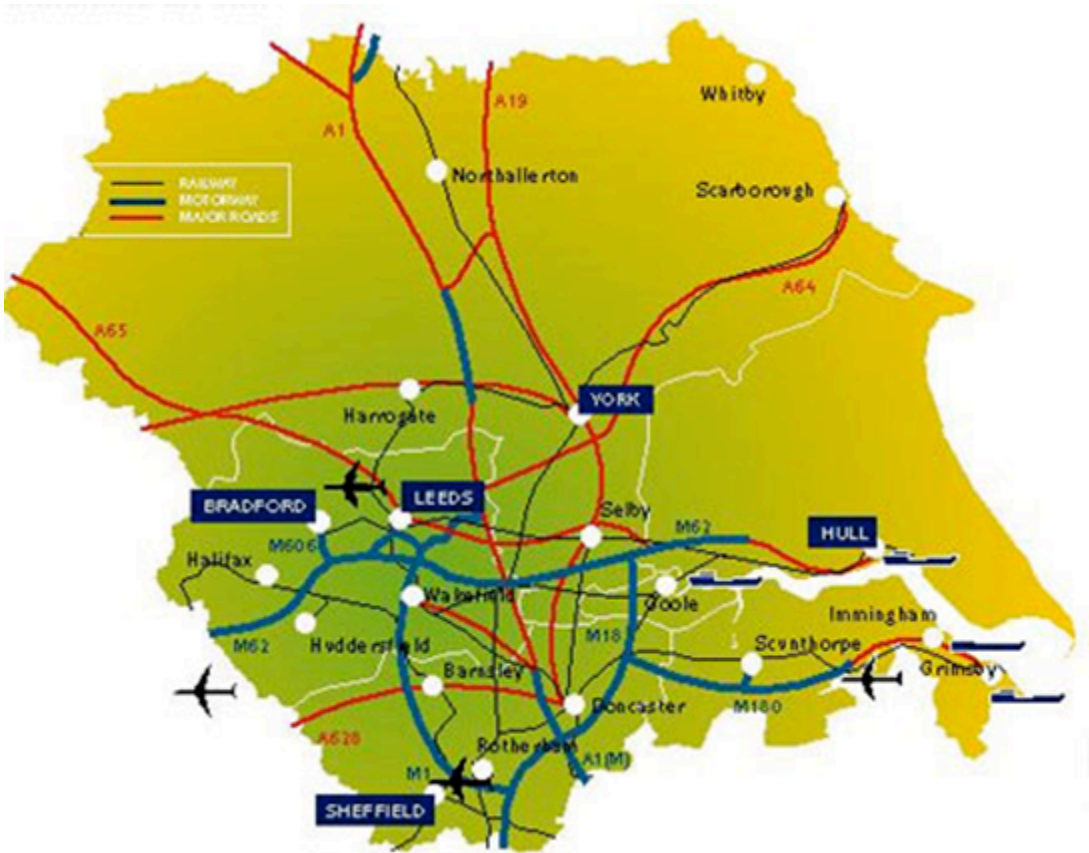 Whitby
A19
A1
Northallerton
RAILWAY
MOTORWAY
MAJOR ROADS
Scarborough
A64
A65
YORK
Harrogate
LEEDS
BRADFORD
Selby
M62
HULL
M606
Halifax
Wakefield
Goole
Immingham
M62
Huddersfield
M18
Scunthorpe
Barnsley
Grimsby
Doncaster
M180
A628
Rotherham
A1(M)
M1
SHEFFIELD